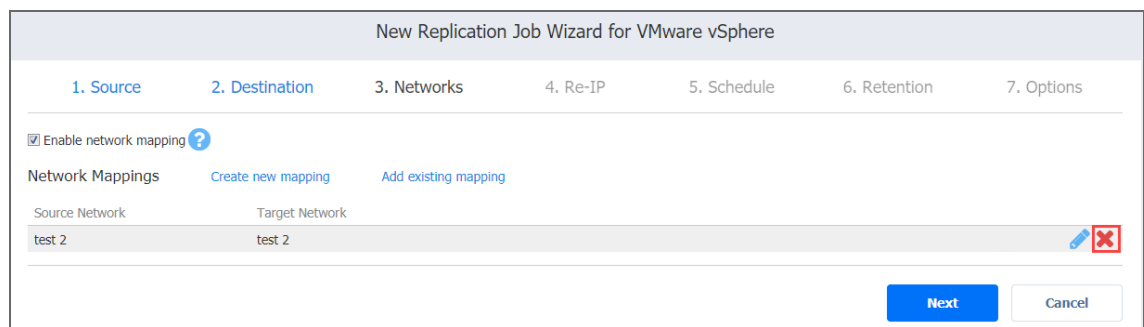 New Replication Job Wizard for VMware vSphere
1. Source 2. Destination 3. Networks 4. Re-IP 5. Schedule 6. Retention 7. Options
Enable network mapping ?
Network Mappings Create new mapping Add existing mapping
Source Network Target Network
test 2 test 2
Next Cancel